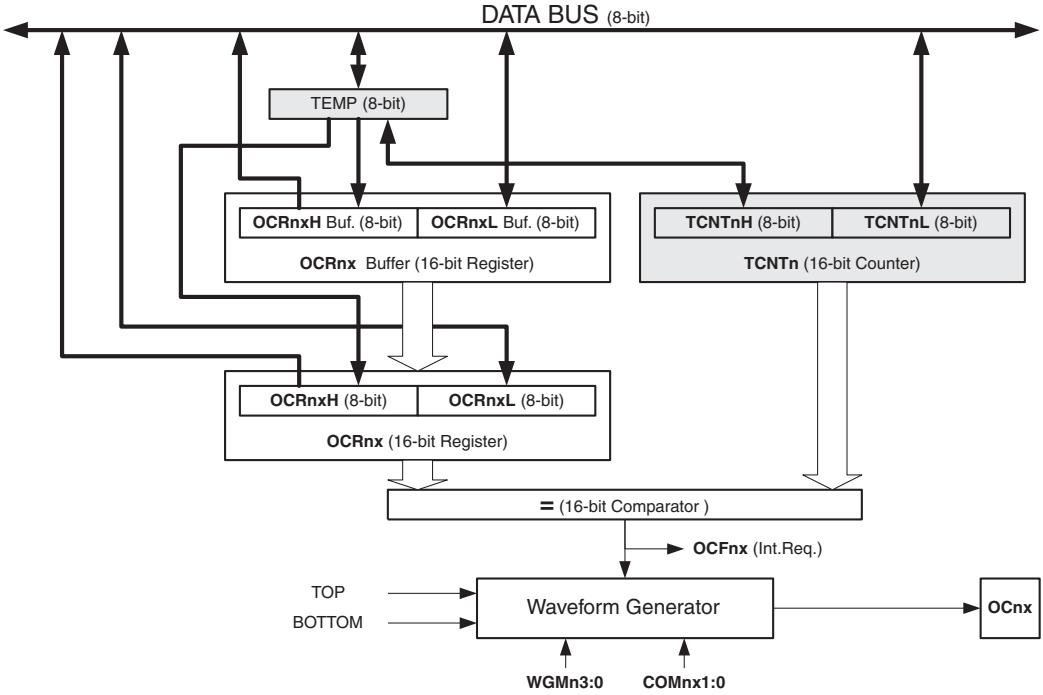 DATA BUS (8-bit)
TEMP (8-bit)
OCRnxH Buf. (8-bit)
OCRnxL Buf. (8-bit)
TCNTnH (8-bit)
TCNTnL (8-bit)
OCRnx Buffer (16-bit Register)
TCNTn (16-bit Counter)
OCRnxH (8-bit)
OCRnxL (8-bit)
OCRnx (16-bit Register)
= (16-bit Comparator )
OCFnx (Int.Req.)
TOP
BOTTOM
Waveform Generator
OCnx
WGMn3:0
COMnx1:0